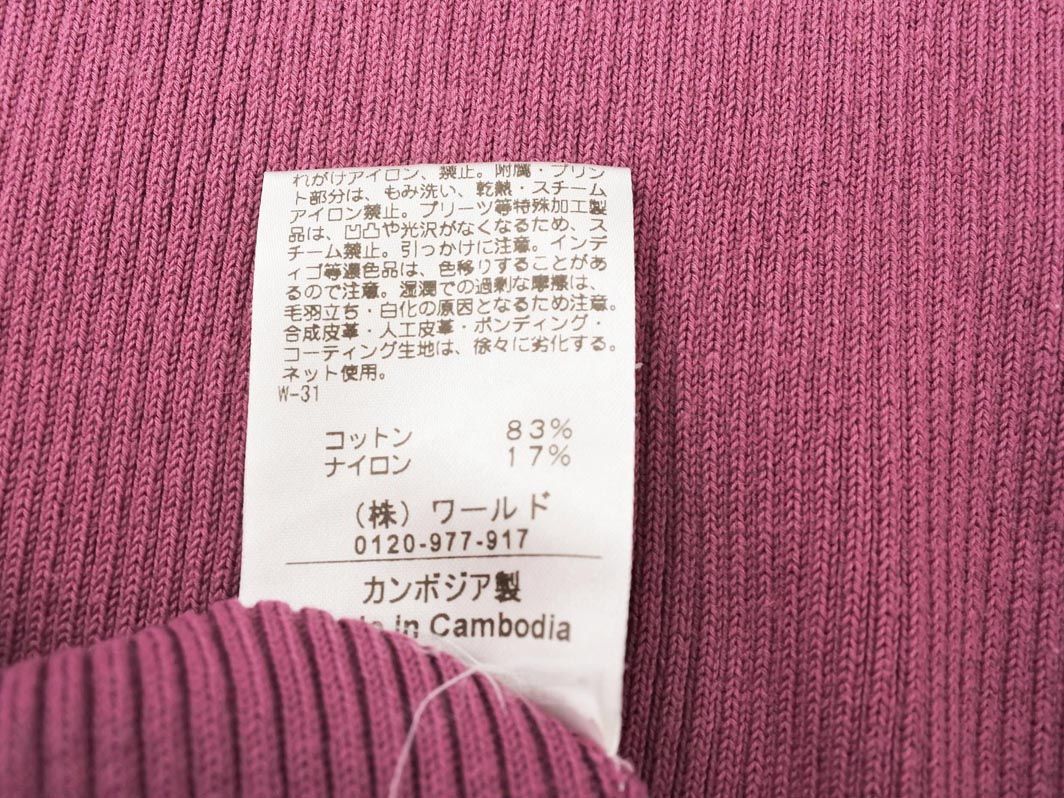 れがけアイロン、禁止。附属・プリン
ト部分は、もみ洗い、乾熱・スチーム
アイロン禁止。プリーツ等特殊加工製
品は、凹凸や光沢がなくなるため、ス
チーム禁止。引っかけに注意。インデ
ィゴ等濃色品は、色移りすることがあ
るので注意。湿潤での過剰な摩擦は、
毛羽立ち・白化の原因となるため注意。
合成皮革・人工皮革・ボンディング・
コーティング生地は、徐々に劣化する。
ネット使用。
W-31
コットン 83%
ナイロン 17%
(株)ワールド
0120-977-917
カンボジア製
in Cambodia